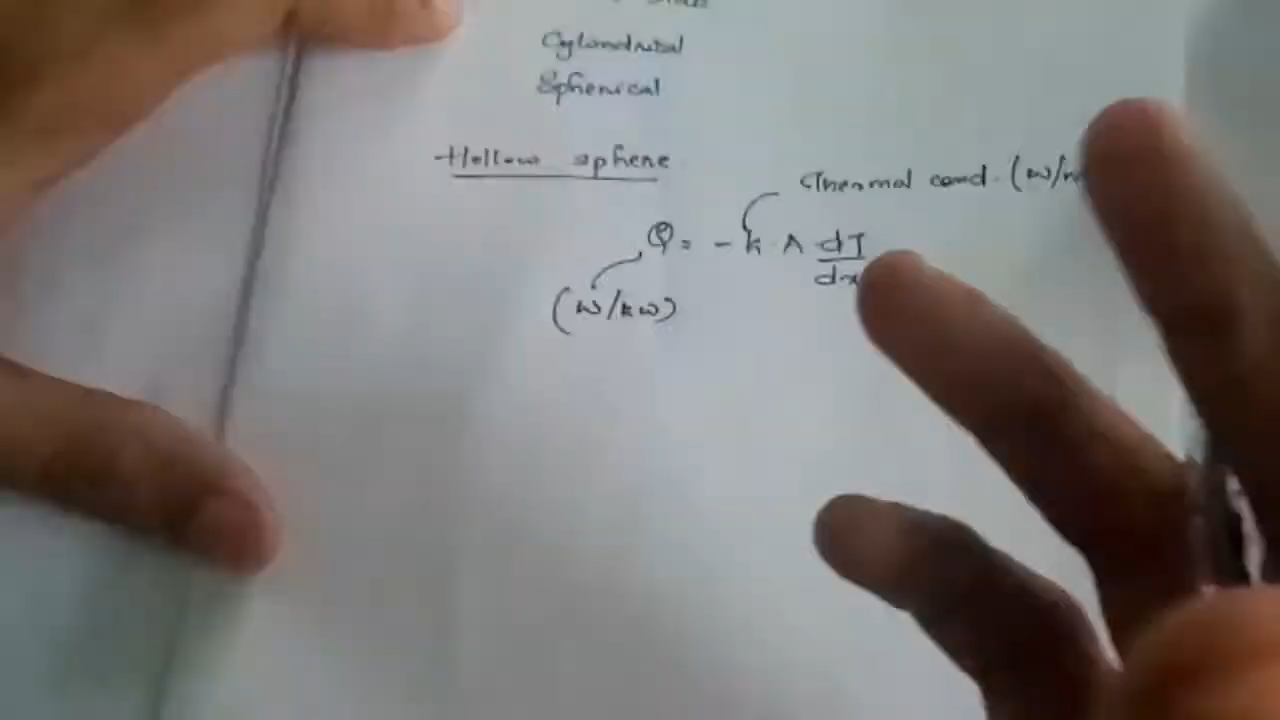 Cylindrical
Spherical
Hollow sphere
Thermal cond. (W/m
Q = - k. A dT/dx
(W/kW)